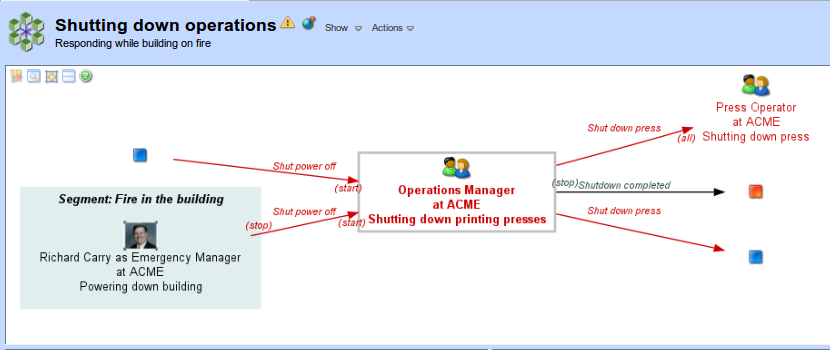 Shutting down operations
Show
Actions
Responding while building on fire
Press Operator
at ACME
Shutting down press
Shut down press
(all)
Shut power off
(start)
Operations Manager
at ACME
Shutting down printing presses
(stop)
Shutdown completed
Shut down press
Segment: Fire in the building
(stop)
Shut power off
(start)
Richard Carry as Emergency Manager
at ACME
Powering down building